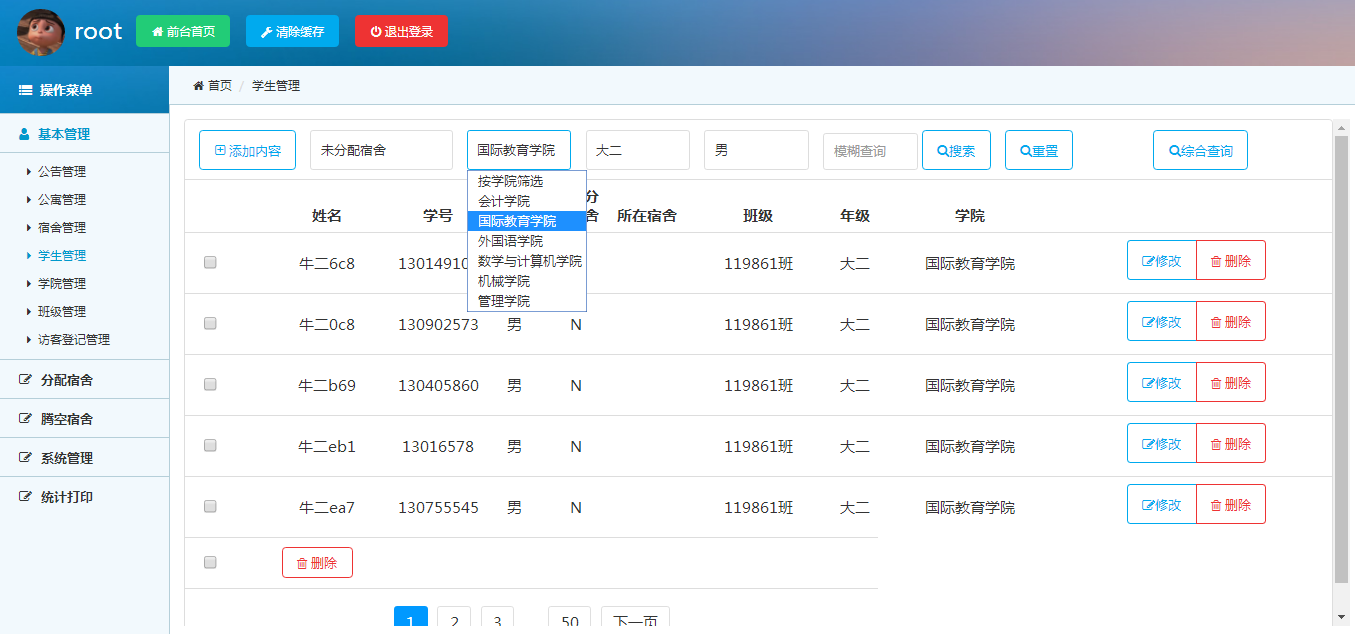 root 前台首页 清除缓存 退出登录
操作菜单
基本管理
公告管理
公寓管理
宿舍管理
学生管理
学院管理
班级管理
访客登记管理
分配宿舍
腾空宿舍
系统管理
统计打印
首页 / 学生管理
添加内容 未分配宿舍 国际教育学院 大二 男 模糊查询 搜索 重置 综合查询
按学院筛选
会计学院
国际教育学院
外国语学院
数学与计算机学院
机械学院
管理学院
姓名 学号 分舍 所在宿舍 班级 年级 学院
牛二6c8 13014910 119861班 大二 国际教育学院 修改 删除
牛二0c8 130902573 男 N 119861班 大二 国际教育学院 修改 删除
牛二b69 130405860 男 N 119861班 大二 国际教育学院 修改 删除
牛二eb1 13016578 男 N 119861班 大二 国际教育学院 修改 删除
牛二ea7 130755545 男 N 119861班 大二 国际教育学院 修改 删除
删除
1 2 3 50 下一页